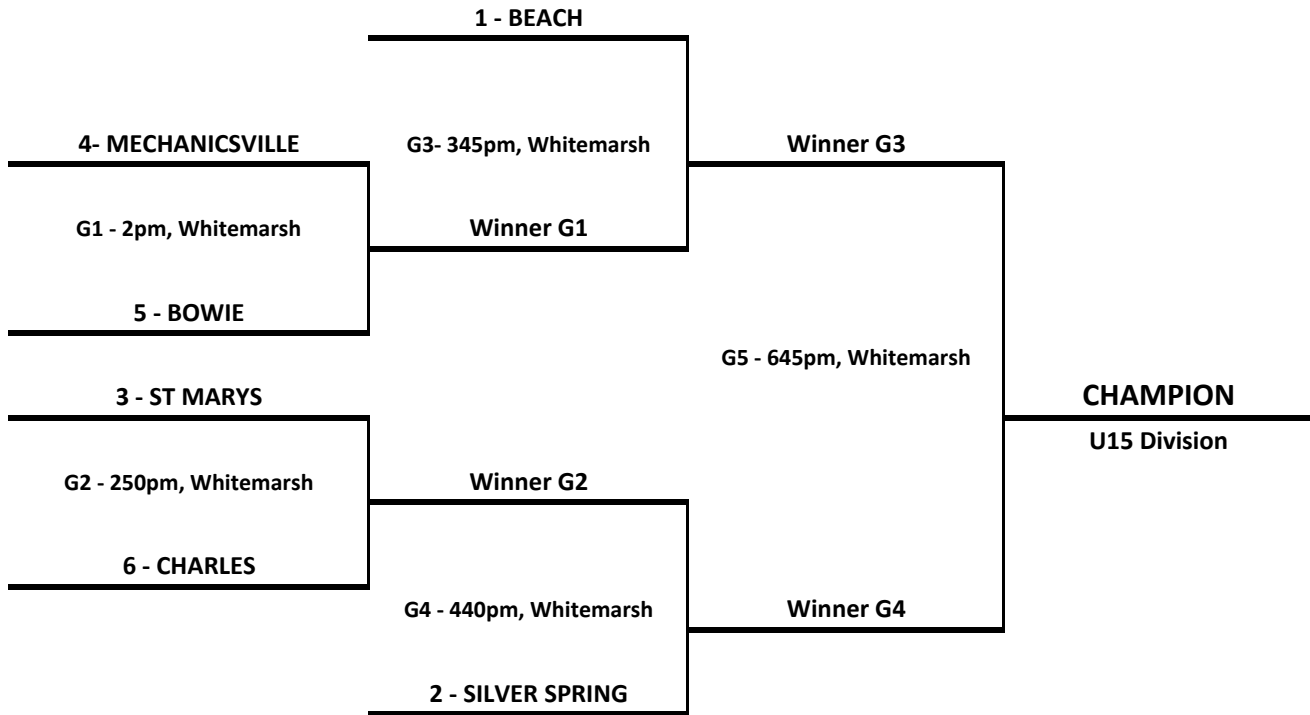 1 - BEACH
4- MECHANICSVILLE
G3- 345pm, Whitemarsh
Winner G3
G1 - 2pm, Whitemarsh
Winner G1
5 - BOWIE
G5 - 645pm, Whitemarsh
3 - ST MARYS
CHAMPION
U15 Division
G2 - 250pm, Whitemarsh
Winner G2
6 - CHARLES
G4 - 440pm, Whitemarsh
Winner G4
2 - SILVER SPRING